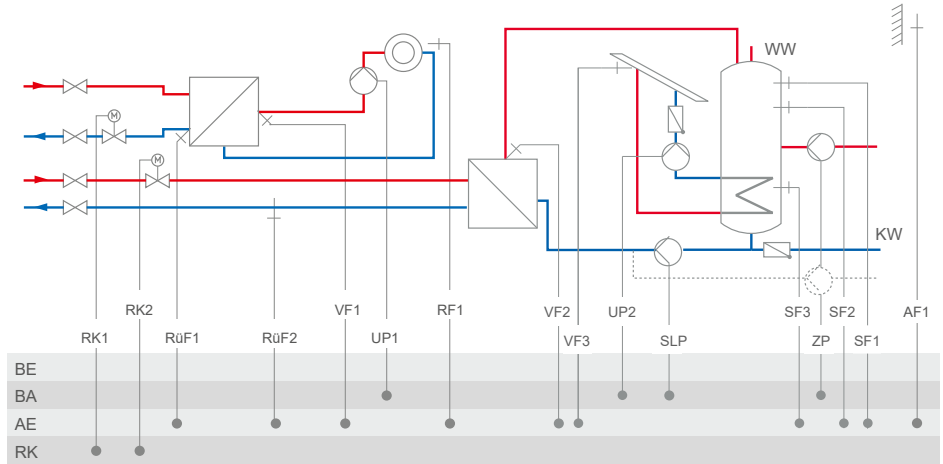 WW
M
M
KW
RK2 VF1 RF1 VF2 UP2 SF3 SF2 AF1
RK1 RüF1 RüF2 UP1 VF3 SLP ZP SF1
BE
BA
AE
RK